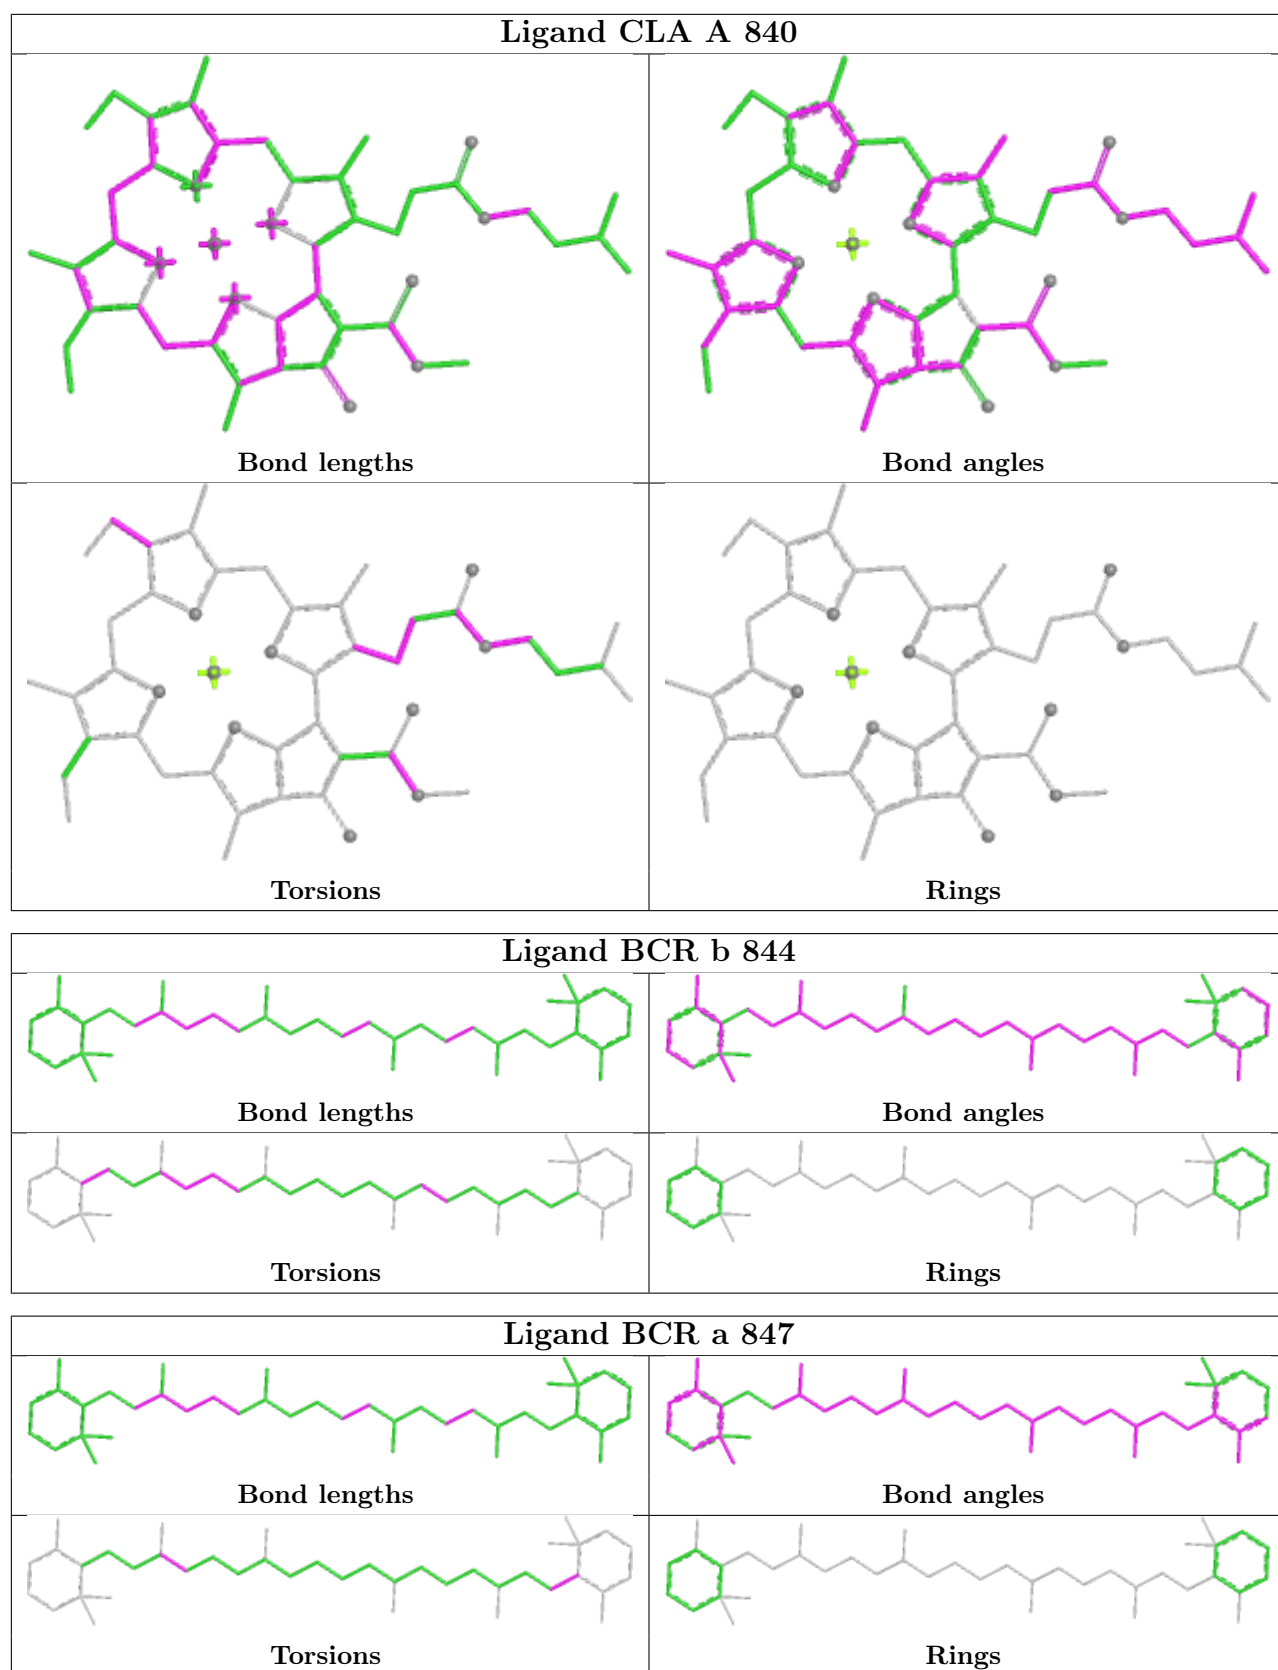 Ligand CLA A 840
Bond lengths
Bond angles
Torsions
Rings
Ligand BCR b 844
Bond lengths
Bond angles
Torsions
Rings
Ligand BCR a 847
Bond lengths
Bond angles
Torsions
Rings